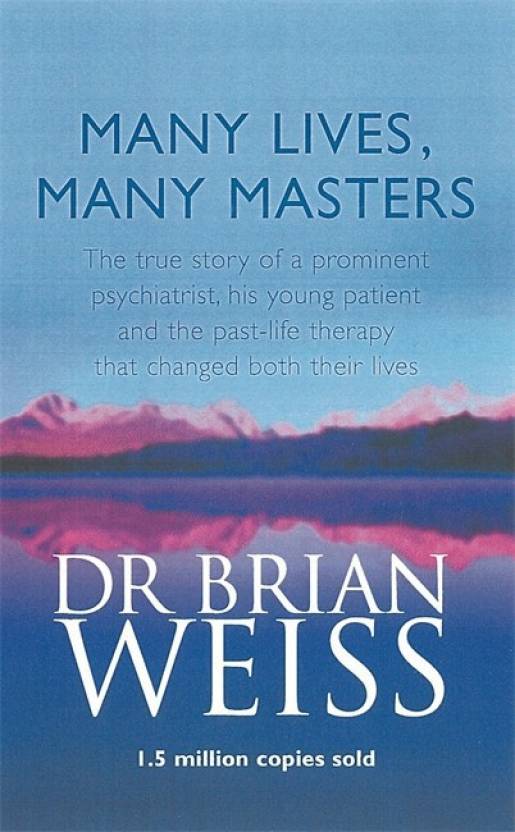 MANY LIVES,
MANY MASTERS
The true story of a prominent
psychiatrist, his young patient
and the past-life therapy
that changed both their lives
DR BRIAN
WEISS
1.5 million copies sold